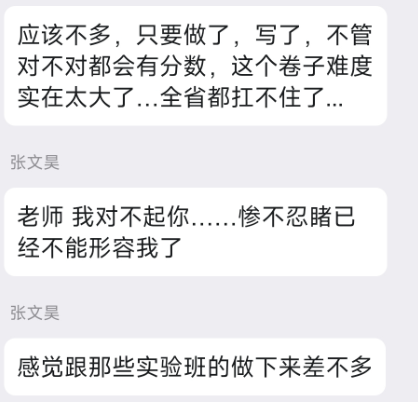 应该不多，只要做了，写了，不管
对不对都会有分数，这个卷子难度
实在太大了...全省都扛不住了...
张文昊
老师 我对不起你……惨不忍睹已
经不能形容我了
张文昊
感觉跟那些实验班的做下来差不多